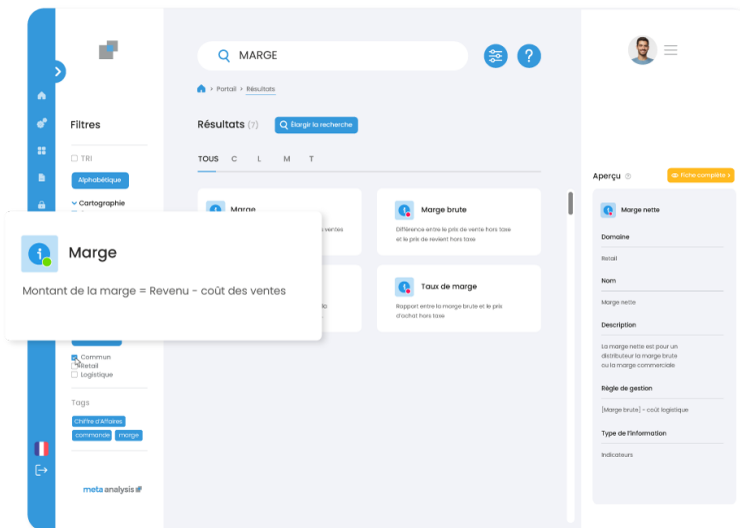 MARGE
> Portail > Résultats
Filtres
Résultats (7)
Élargir la recherche
TRI
TOUS C L M T
Alphabétique
Aperçu
Fiche complète >
Cartographie
Marge
ventes
Marge brute
Différence entre le prix de vente hors taxe
et le prix de revient hors taxe
Marge nette
Domaine
Retail
Marge
Montant de la marge = Revenu - coût des ventes
Taux de marge
Rapport entre la marge brute et le prix
d'achat hors taxe
Nom
Marge nette
Description
La marge nette est pour un
distributeur la marge brute
ou la marge commerciale
Commun
Retail
Logistique
Règle de gestion
[Marge brute] - coût logistique
Tags
Chiffre d'Affaires
commande marge
Type de l'information
Indicateurs
meta analysis